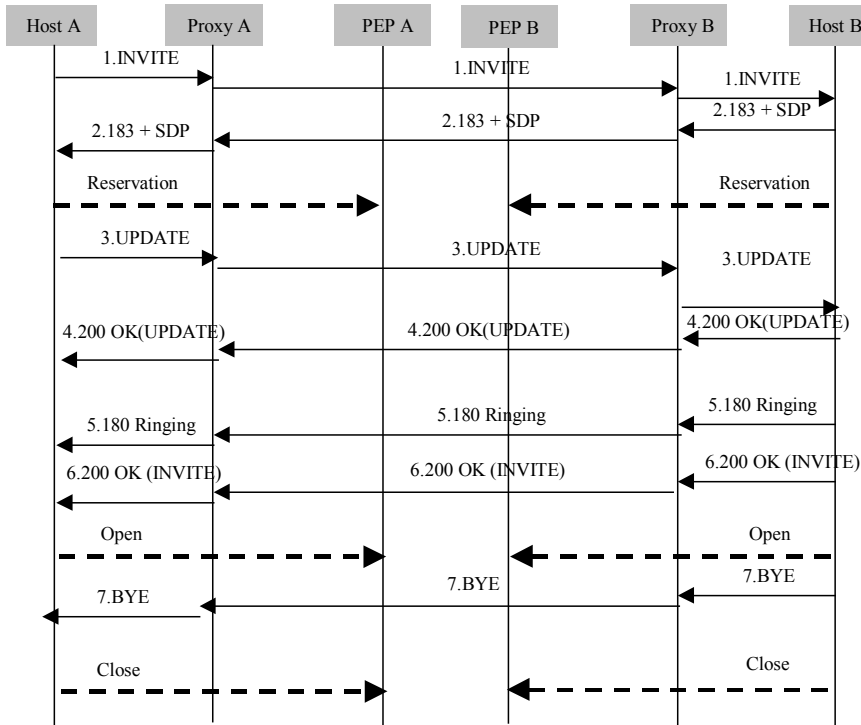 Host A
Proxy A
PEP A
PEP B
Proxy B
Host B
1.INVITE
1.INVITE
1.INVITE
2.183 + SDP
2.183 + SDP
2.183 + SDP
Reservation
Reservation
3.UPDATE
3.UPDATE
3.UPDATE
4.200 OK(UPDATE)
4.200 OK(UPDATE)
4.200 OK(UPDATE)
5.180 Ringing
5.180 Ringing
5.180 Ringing
6.200 OK (INVITE)
6.200 OK (INVITE)
6.200 OK (INVITE)
Open
Open
7.BYE
7.BYE
7.BYE
Close
Close